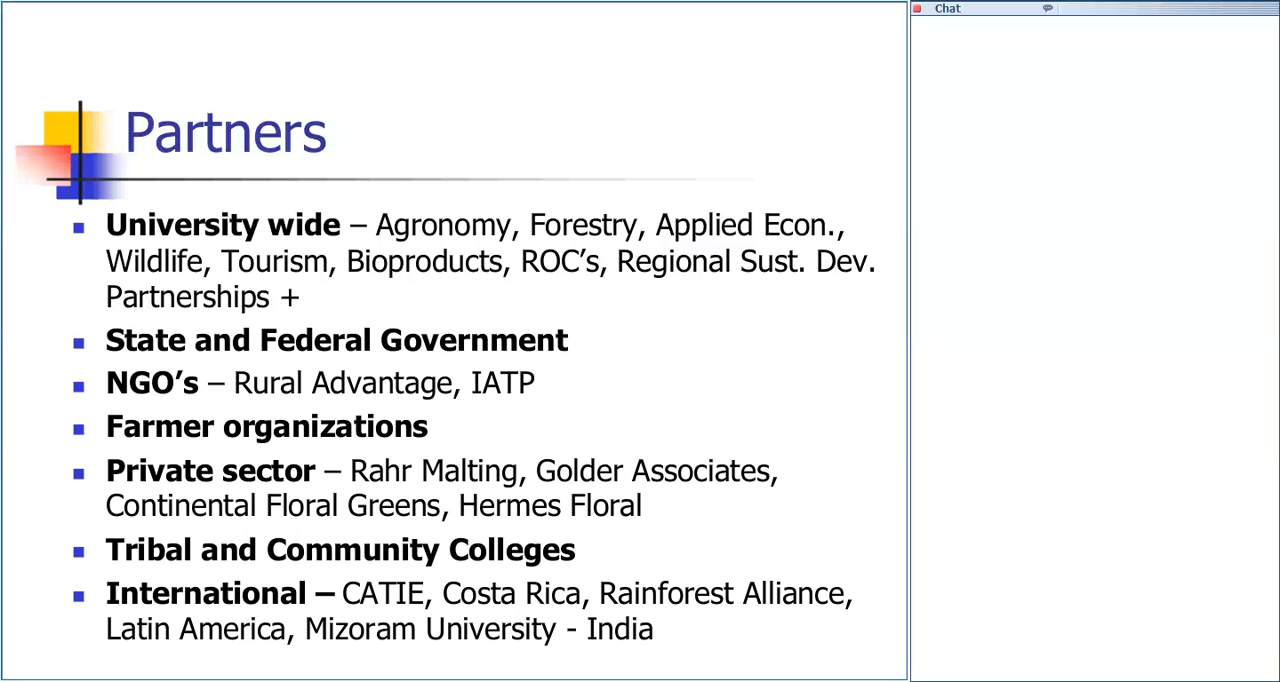 Chat
Partners
University wide – Agronomy, Forestry, Applied Econ.,
Wildlife, Tourism, Bioproducts, ROC’s, Regional Sust. Dev.
Partnerships +
State and Federal Government
NGO’s – Rural Advantage, IATP
Farmer organizations
Private sector – Rahr Malting, Golder Associates,
Continental Floral Greens, Hermes Floral
Tribal and Community Colleges
International – CATIE, Costa Rica, Rainforest Alliance,
Latin America, Mizoram University - India